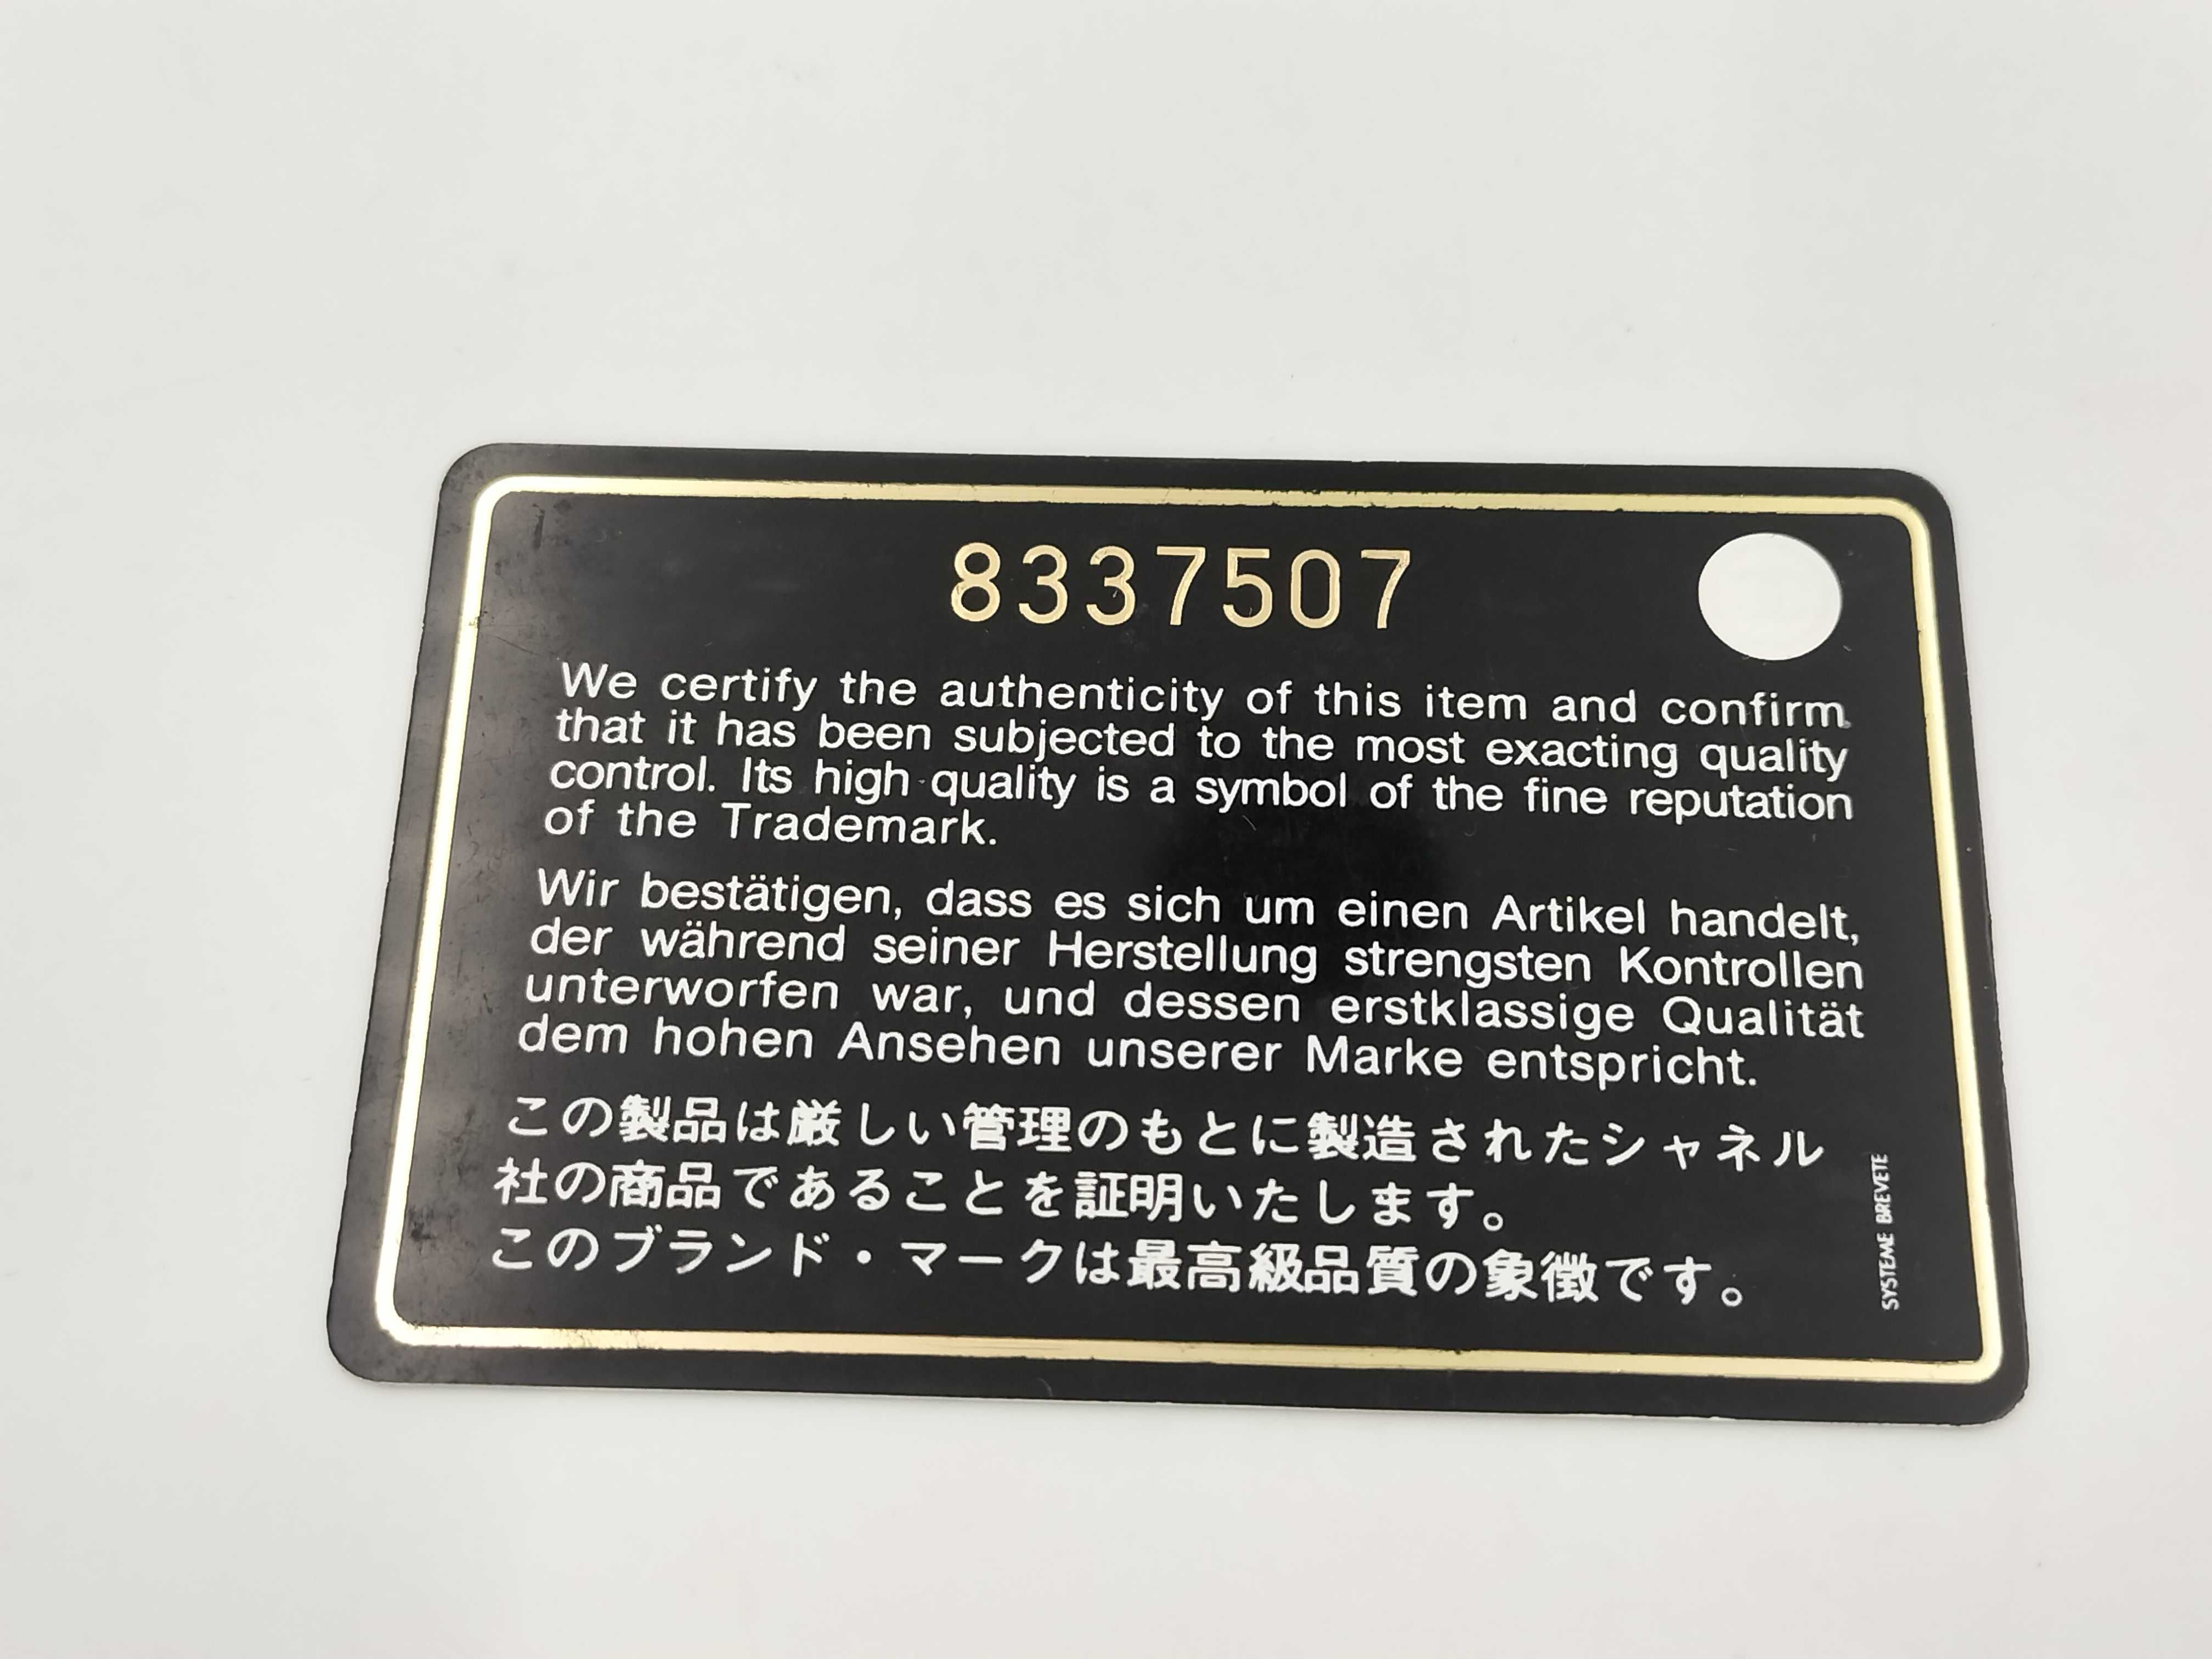 8337507
We certify the authenticity of this item and confirm
that it has been subjected to the most exacting quality
control. Its high quality is a symbol of the fine reputation
of the Trademark.
Wir bestätigen, dass es sich um einen Artikel handelt,
der während seiner Herstellung strengsten Kontrollen
unterworfen war, und dessen erstklassige Qualität
dem hohen Ansehen unserer Marke entspricht.
この製品は厳しい管理のもとに製造されたシャネル
社の商品であることを証明いたします。
このブランド・マークは最高級品質の象徴です。
SYSTEME BREVETE